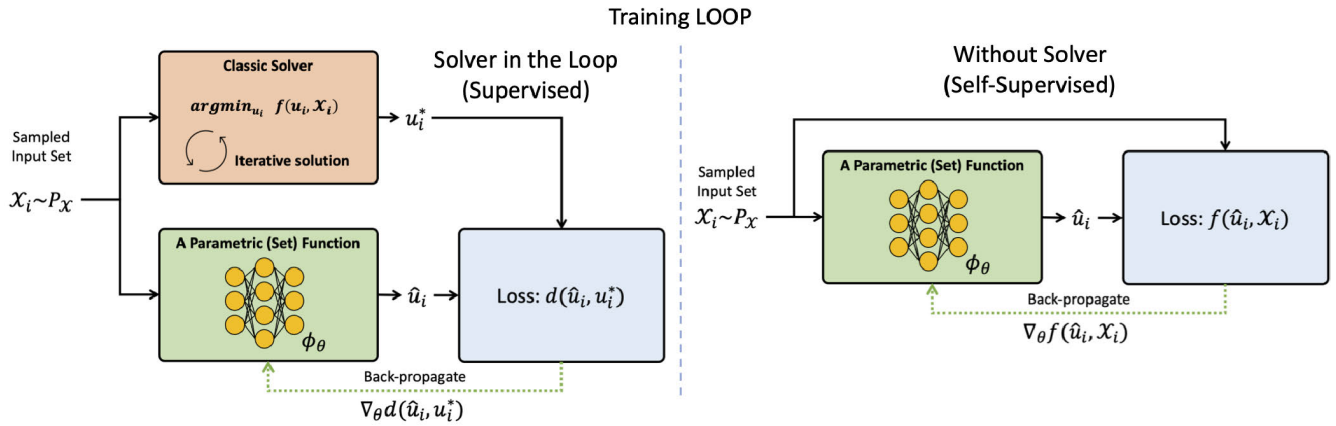 Training LOOP
Classic Solver
argmin_{u_i} f(u_i, 𝒳_i)
Iterative solution
Solver in the Loop
(Supervised)
u_i^*
Sampled
Input Set
𝒳_i~P_𝒳
A Parametric (Set) Function
ϕ_θ
û_i
Loss: d(û_i, u_i^*)
Back-propagate
∇_θ d(û_i, u_i^*)
Without Solver
(Self-Supervised)
Sampled
Input Set
𝒳_i~P_𝒳
A Parametric (Set) Function
ϕ_θ
û_i
Loss: f(û_i, 𝒳_i)
Back-propagate
∇_θ f(û_i, 𝒳_i)